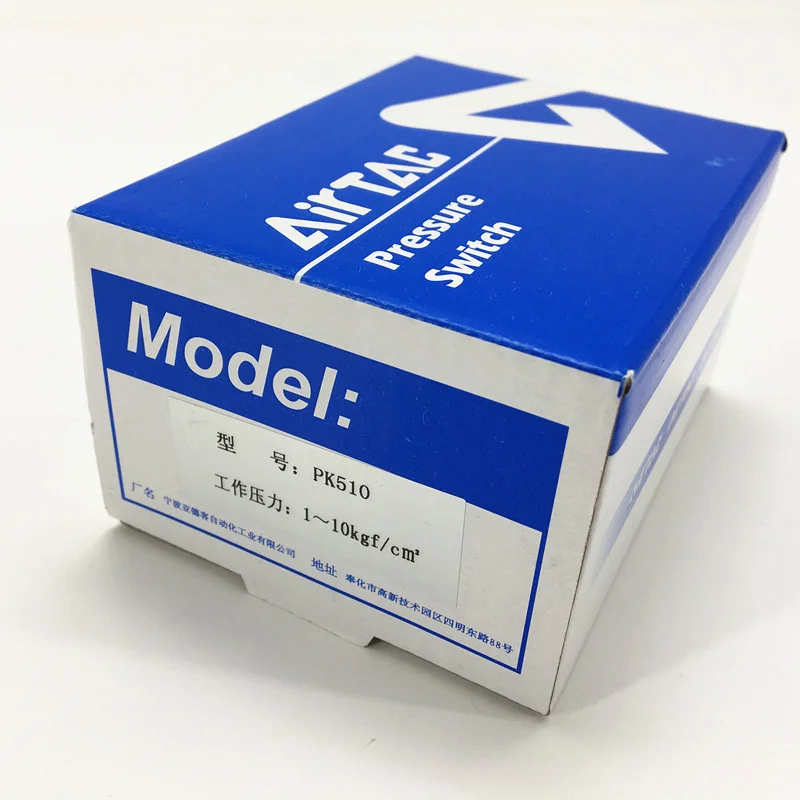 AirTAC
Pressure
Switch
Model:
型 号: PK510
工作压力: 1～10kgf/cm²
厂名 宁波亚德客自动化工业有限公司
地址 奉化市高新技术园区四明东路88号